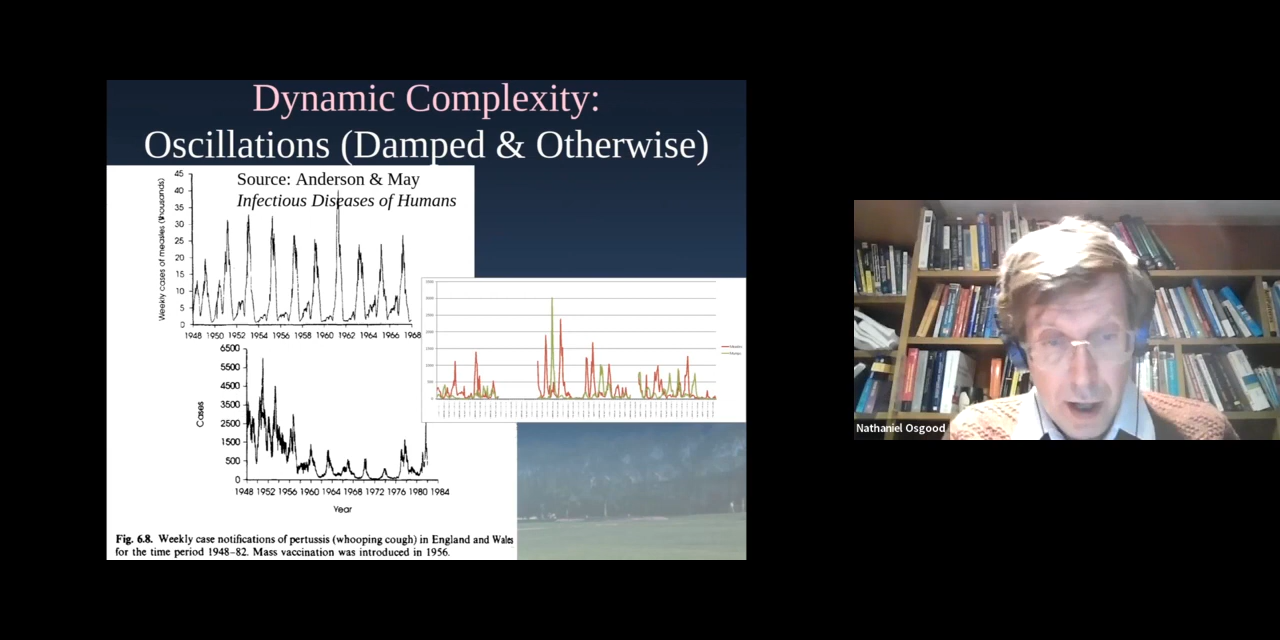 Dynamic Complexity:
Oscillations (Damped & Otherwise)
Source: Anderson & May
Infectious Diseases of Humans
Weekly cases of measles (thousands)
45
40
35
30
25
20
15
10
5
0
1948 1950 1952 1954 1956 1958 1960 1962 1964 1966 1968
Cases
6500
5500
4500
3500
2500
1500
500
0
1948 1952 1956 1960 1964 1968 1972 1976 1980 1984
Year
Fig. 6.8. Weekly case notifications of pertussis (whooping cough) in England and Wales
for the time period 1948–82. Mass vaccination was introduced in 1956.
Nathaniel Osgood